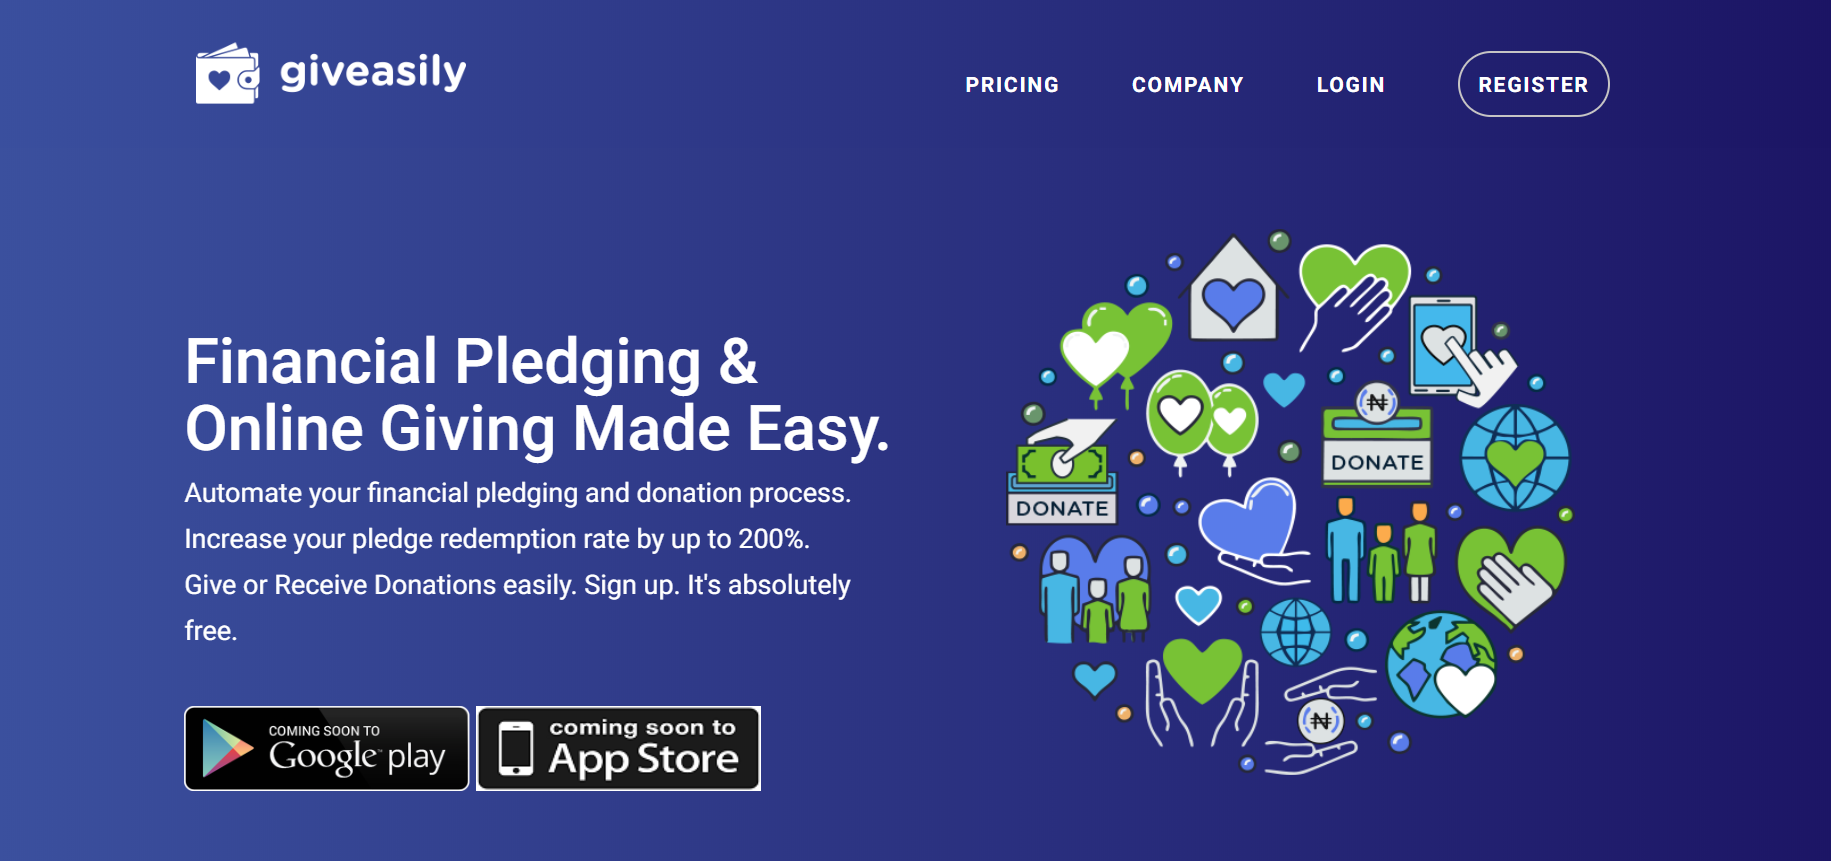 giveasily
PRICING
COMPANY
LOGIN
REGISTER
Financial Pledging &
Online Giving Made Easy.
Automate your financial pledging and donation process.
Increase your pledge redemption rate by up to 200%.
Give or Receive Donations easily. Sign up. It's absolutely
free.
COMING SOON TO
Google™ play
coming soon to
App Store
₦
DONATE
DONATE
₦